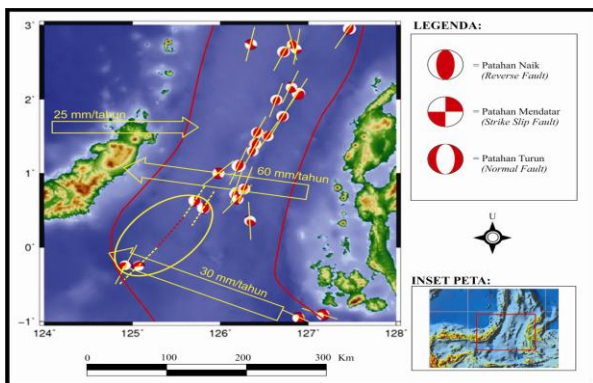 3°
2°
1°
0°
-1°
124°
125°
126°
127°
128°
25 mm/tahun
60 mm/tahun
30 mm/tahun
0
100
200
300
Km
LEGENDA:
= Patahan Naik
(Reverse Fault)
= Patahan Mendatar
(Strike Slip Fault)
= Patahan Turun
(Normal Fault)
U
INSET PETA: